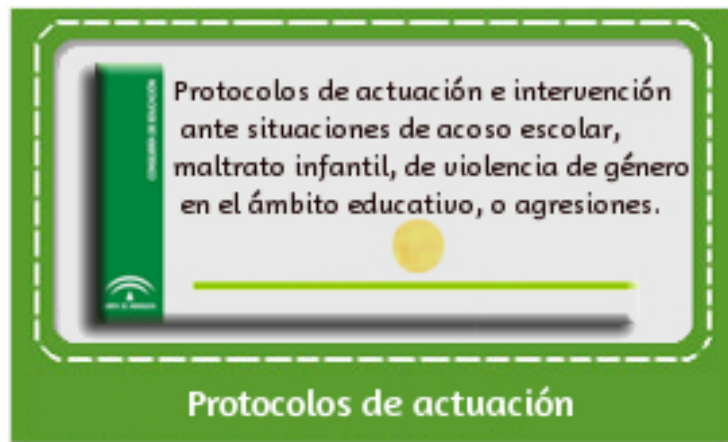 Protocolos de actuación e intervención
ante situaciones de acoso escolar,
maltrato infantil, de violencia de género
en el ámbito educativo, o agresiones.
Protocolos de actuación